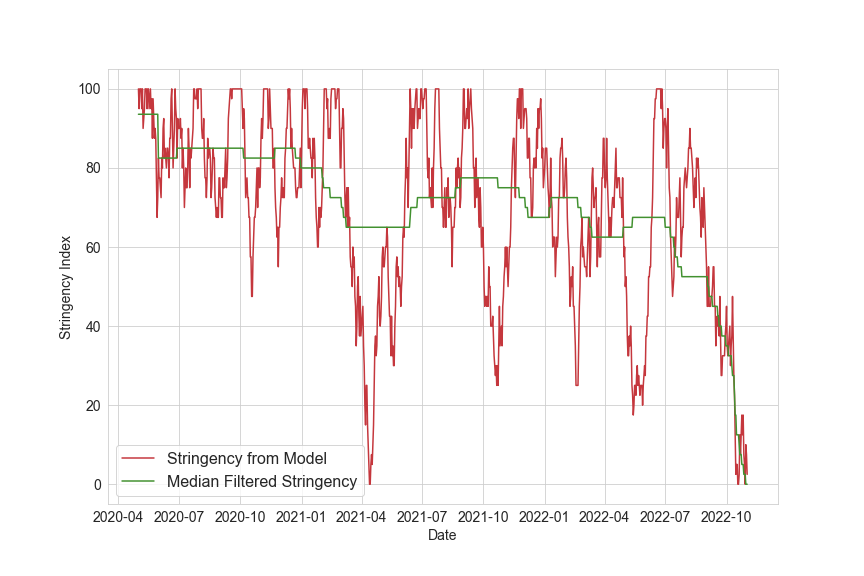 100
80
60
40
20
0
Stringency Index
Stringency from Model
Median Filtered Stringency
2020-04 2020-07 2020-10 2021-01 2021-04 2021-07 2021-10 2022-01 2022-04 2022-07 2022-10
Date